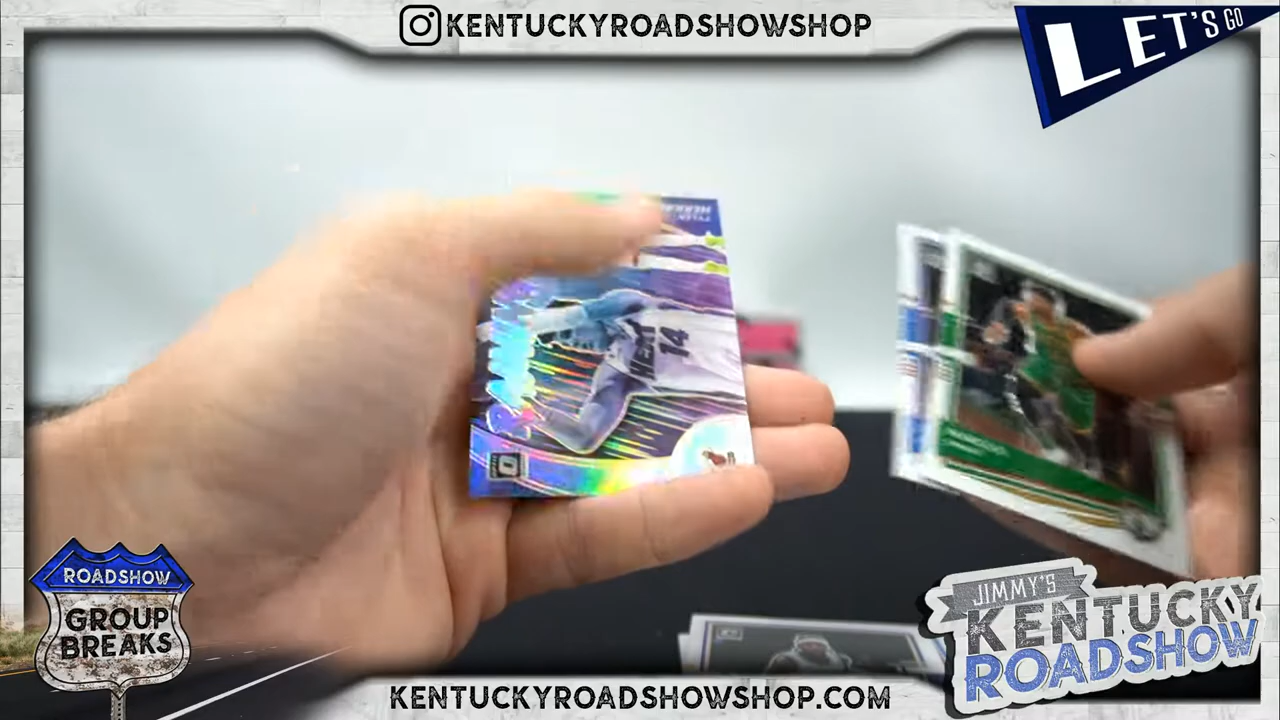 KENTUCKYROADSHOWSHOP
LET'S GO
HEAT
14
ROADSHOW
GROUP
BREAKS
JIMMY'S
KENTUCKY
ROADSHOW
KENTUCKYROADSHOWSHOP.COM